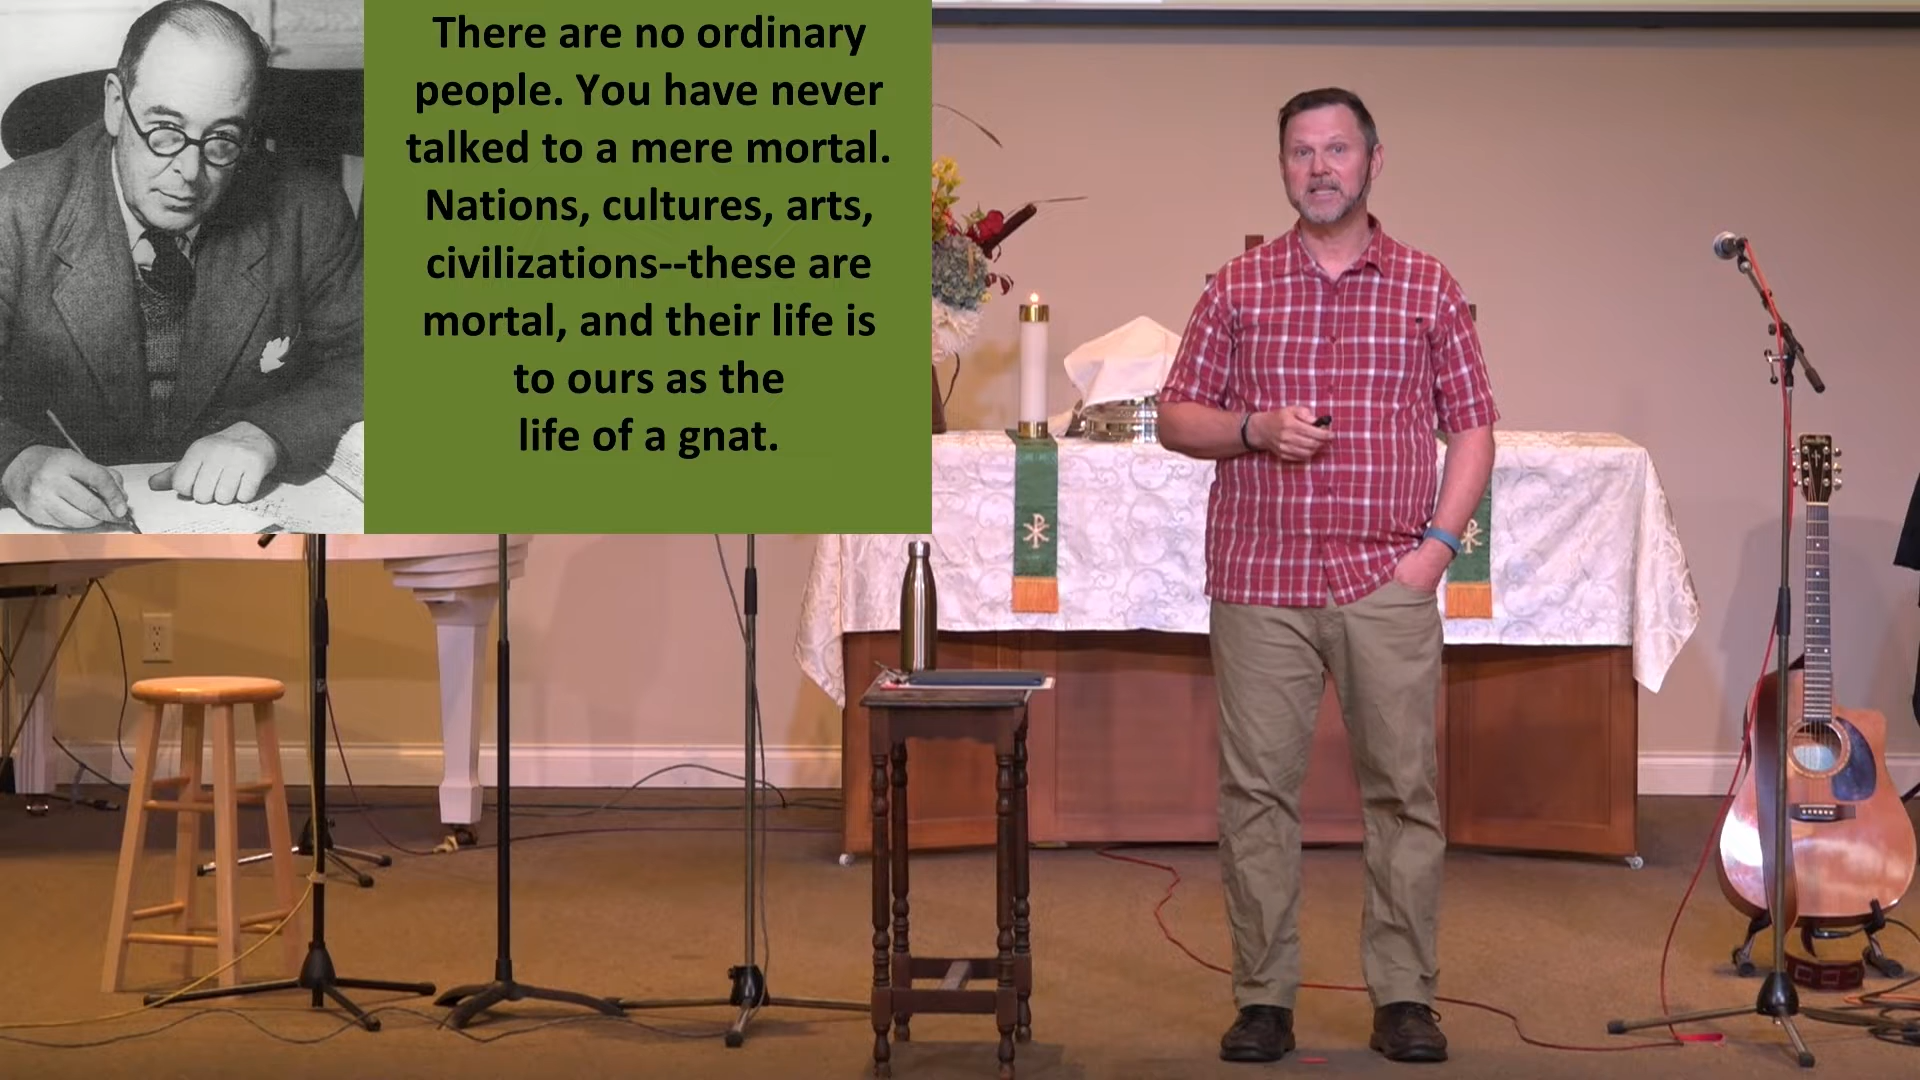 There are no ordinary
people. You have never
talked to a mere mortal.
Nations, cultures, arts,
civilizations--these are
mortal, and their life is
to ours as the
life of a gnat.